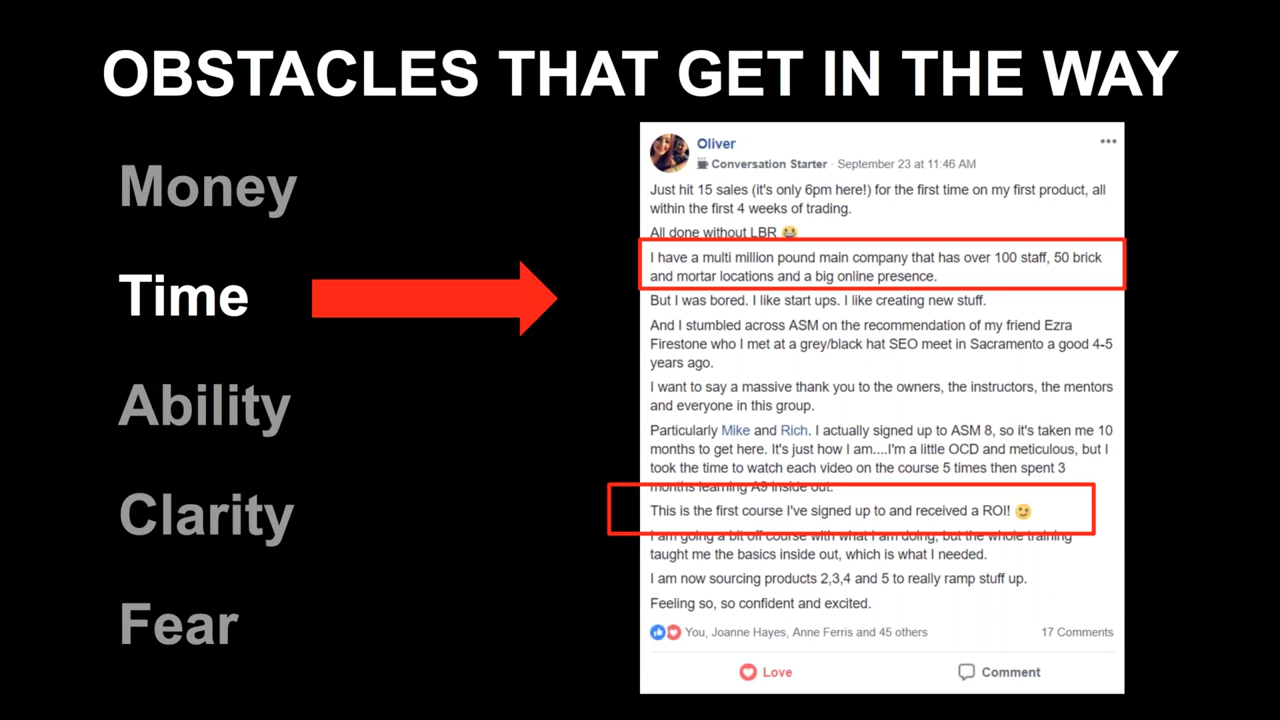 OBSTACLES THAT GET IN THE WAY
Money
Time
Ability
Clarity
Fear
Oliver
Conversation Starter · September 23 at 11:46 AM
Just hit 15 sales (it's only 6pm here!) for the first time on my first product, all
within the first 4 weeks of trading.
All done without LBR 😀
I have a multi million pound main company that has over 100 staff, 50 brick
and mortar locations and a big online presence.
But I was bored. I like start ups. I like creating new stuff.
And I stumbled across ASM on the recommendation of my friend Ezra
Firestone who I met at a grey/black hat SEO meet in Sacramento a good 4-5
years ago.
I want to say a massive thank you to the owners, the instructors, the mentors
and everyone in this group.
Particularly Mike and Rich. I actually signed up to ASM 8, so it's taken me 10
months to get here. It's just how I am....I'm a little OCD and meticulous, but I
took the time to watch each video on the course 5 times then spent 3
months learning A9 inside out.
This is the first course I've signed up to and received a ROI! 😉
I am going a bit off course with what I am doing, but the whole training
taught me the basics inside out, which is what I needed.
I am now sourcing products 2,3,4 and 5 to really ramp stuff up.
Feeling so, so confident and excited.
You, Joanne Hayes, Anne Ferris and 45 others
17 Comments
Love
Comment